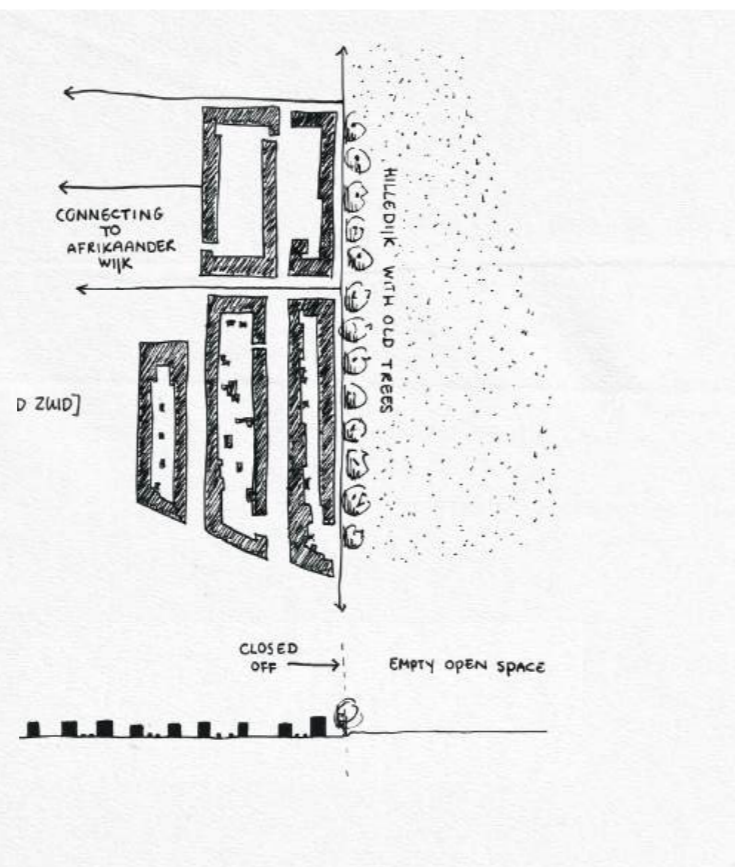 HILLEDIJK WITH OLD TREES
CONNECTING
TO
AFRIKAANDER
WIJK
D ZUID]
CLOSED
OFF
EMPTY OPEN SPACE